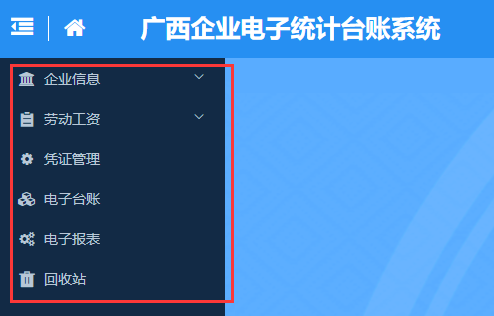 广西企业电子统计台账系统
企业信息
劳动工资
凭证管理
电子台账
电子报表
回收站